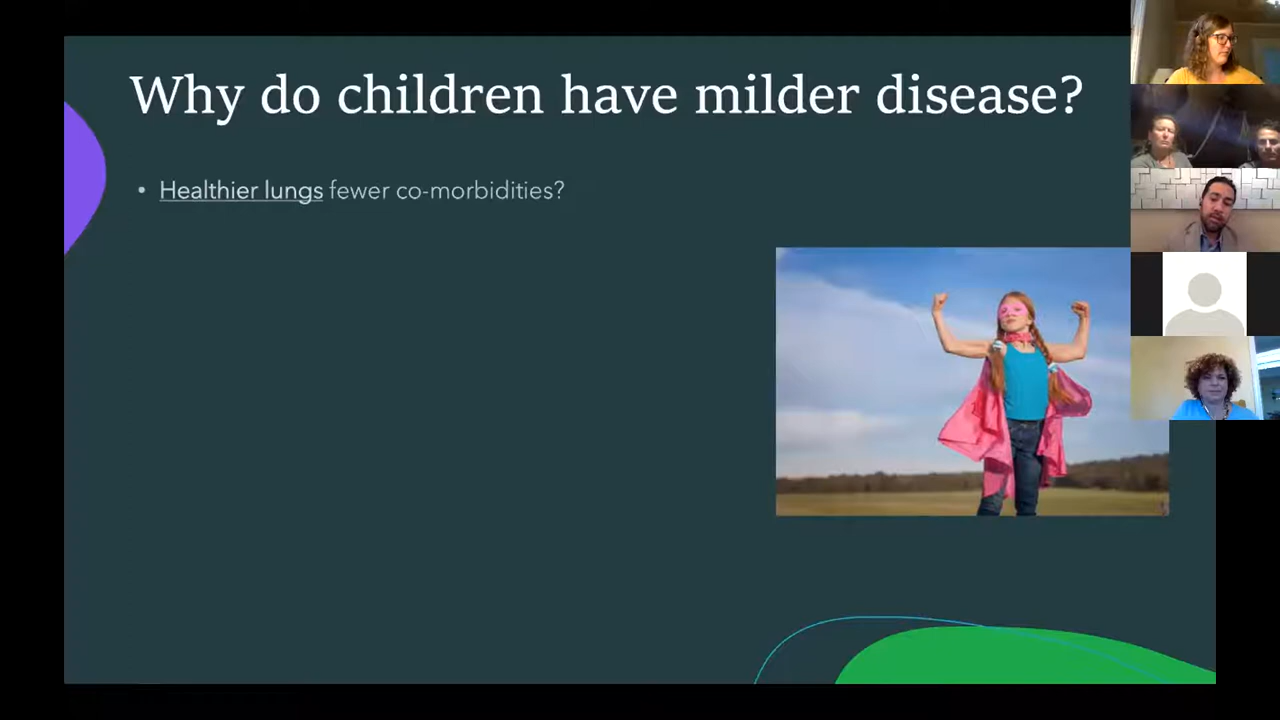 Why do children have milder disease?
• Healthier lungs fewer co-morbidities?